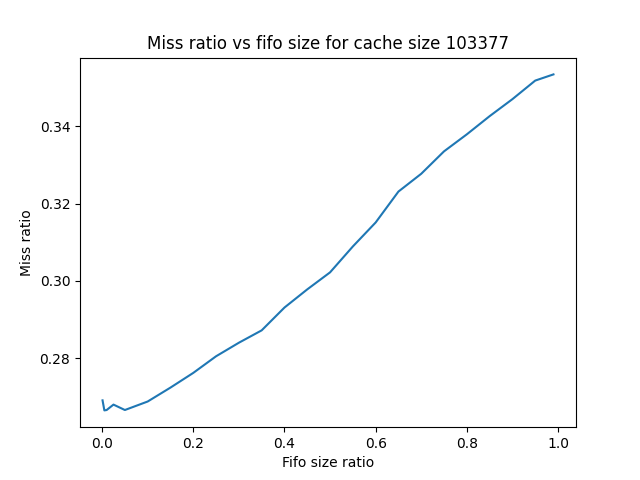 Miss ratio vs fifo size for cache size 103377
0.34
0.32
0.30
0.28
Miss ratio
0.0 0.2 0.4 0.6 0.8 1.0
Fifo size ratio